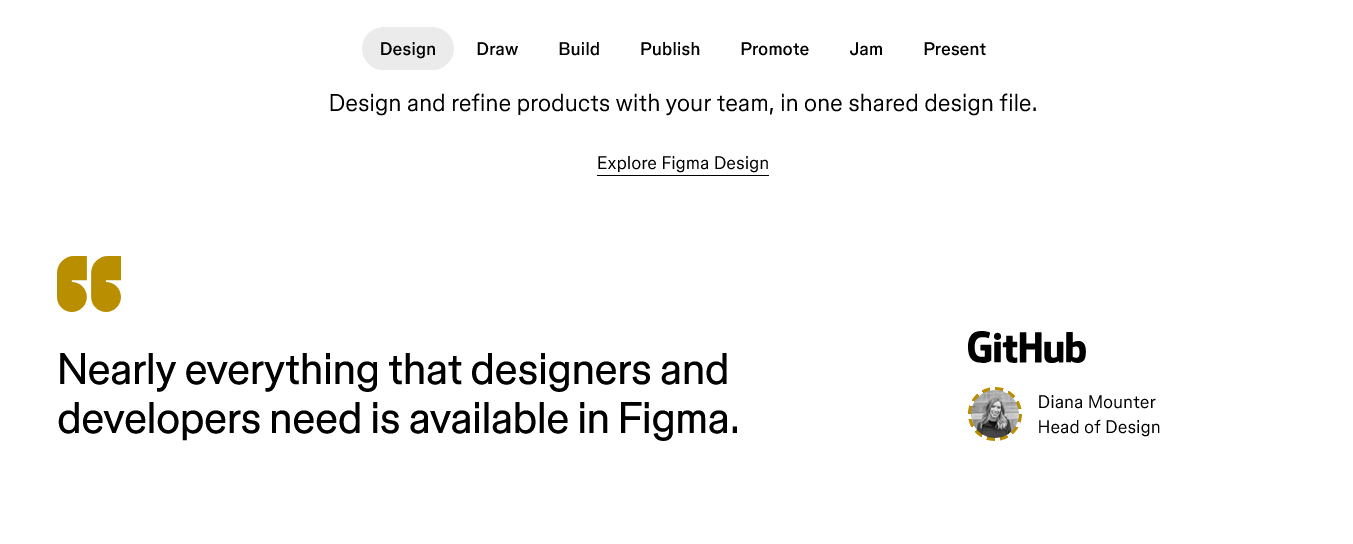 Design
Draw
Build
Publish
Promote
Jam
Present
Design and refine products with your team, in one shared design file.
Explore Figma Design
“
Nearly everything that designers and
developers need is available in Figma.
GitHub
Diana Mounter
Head of Design